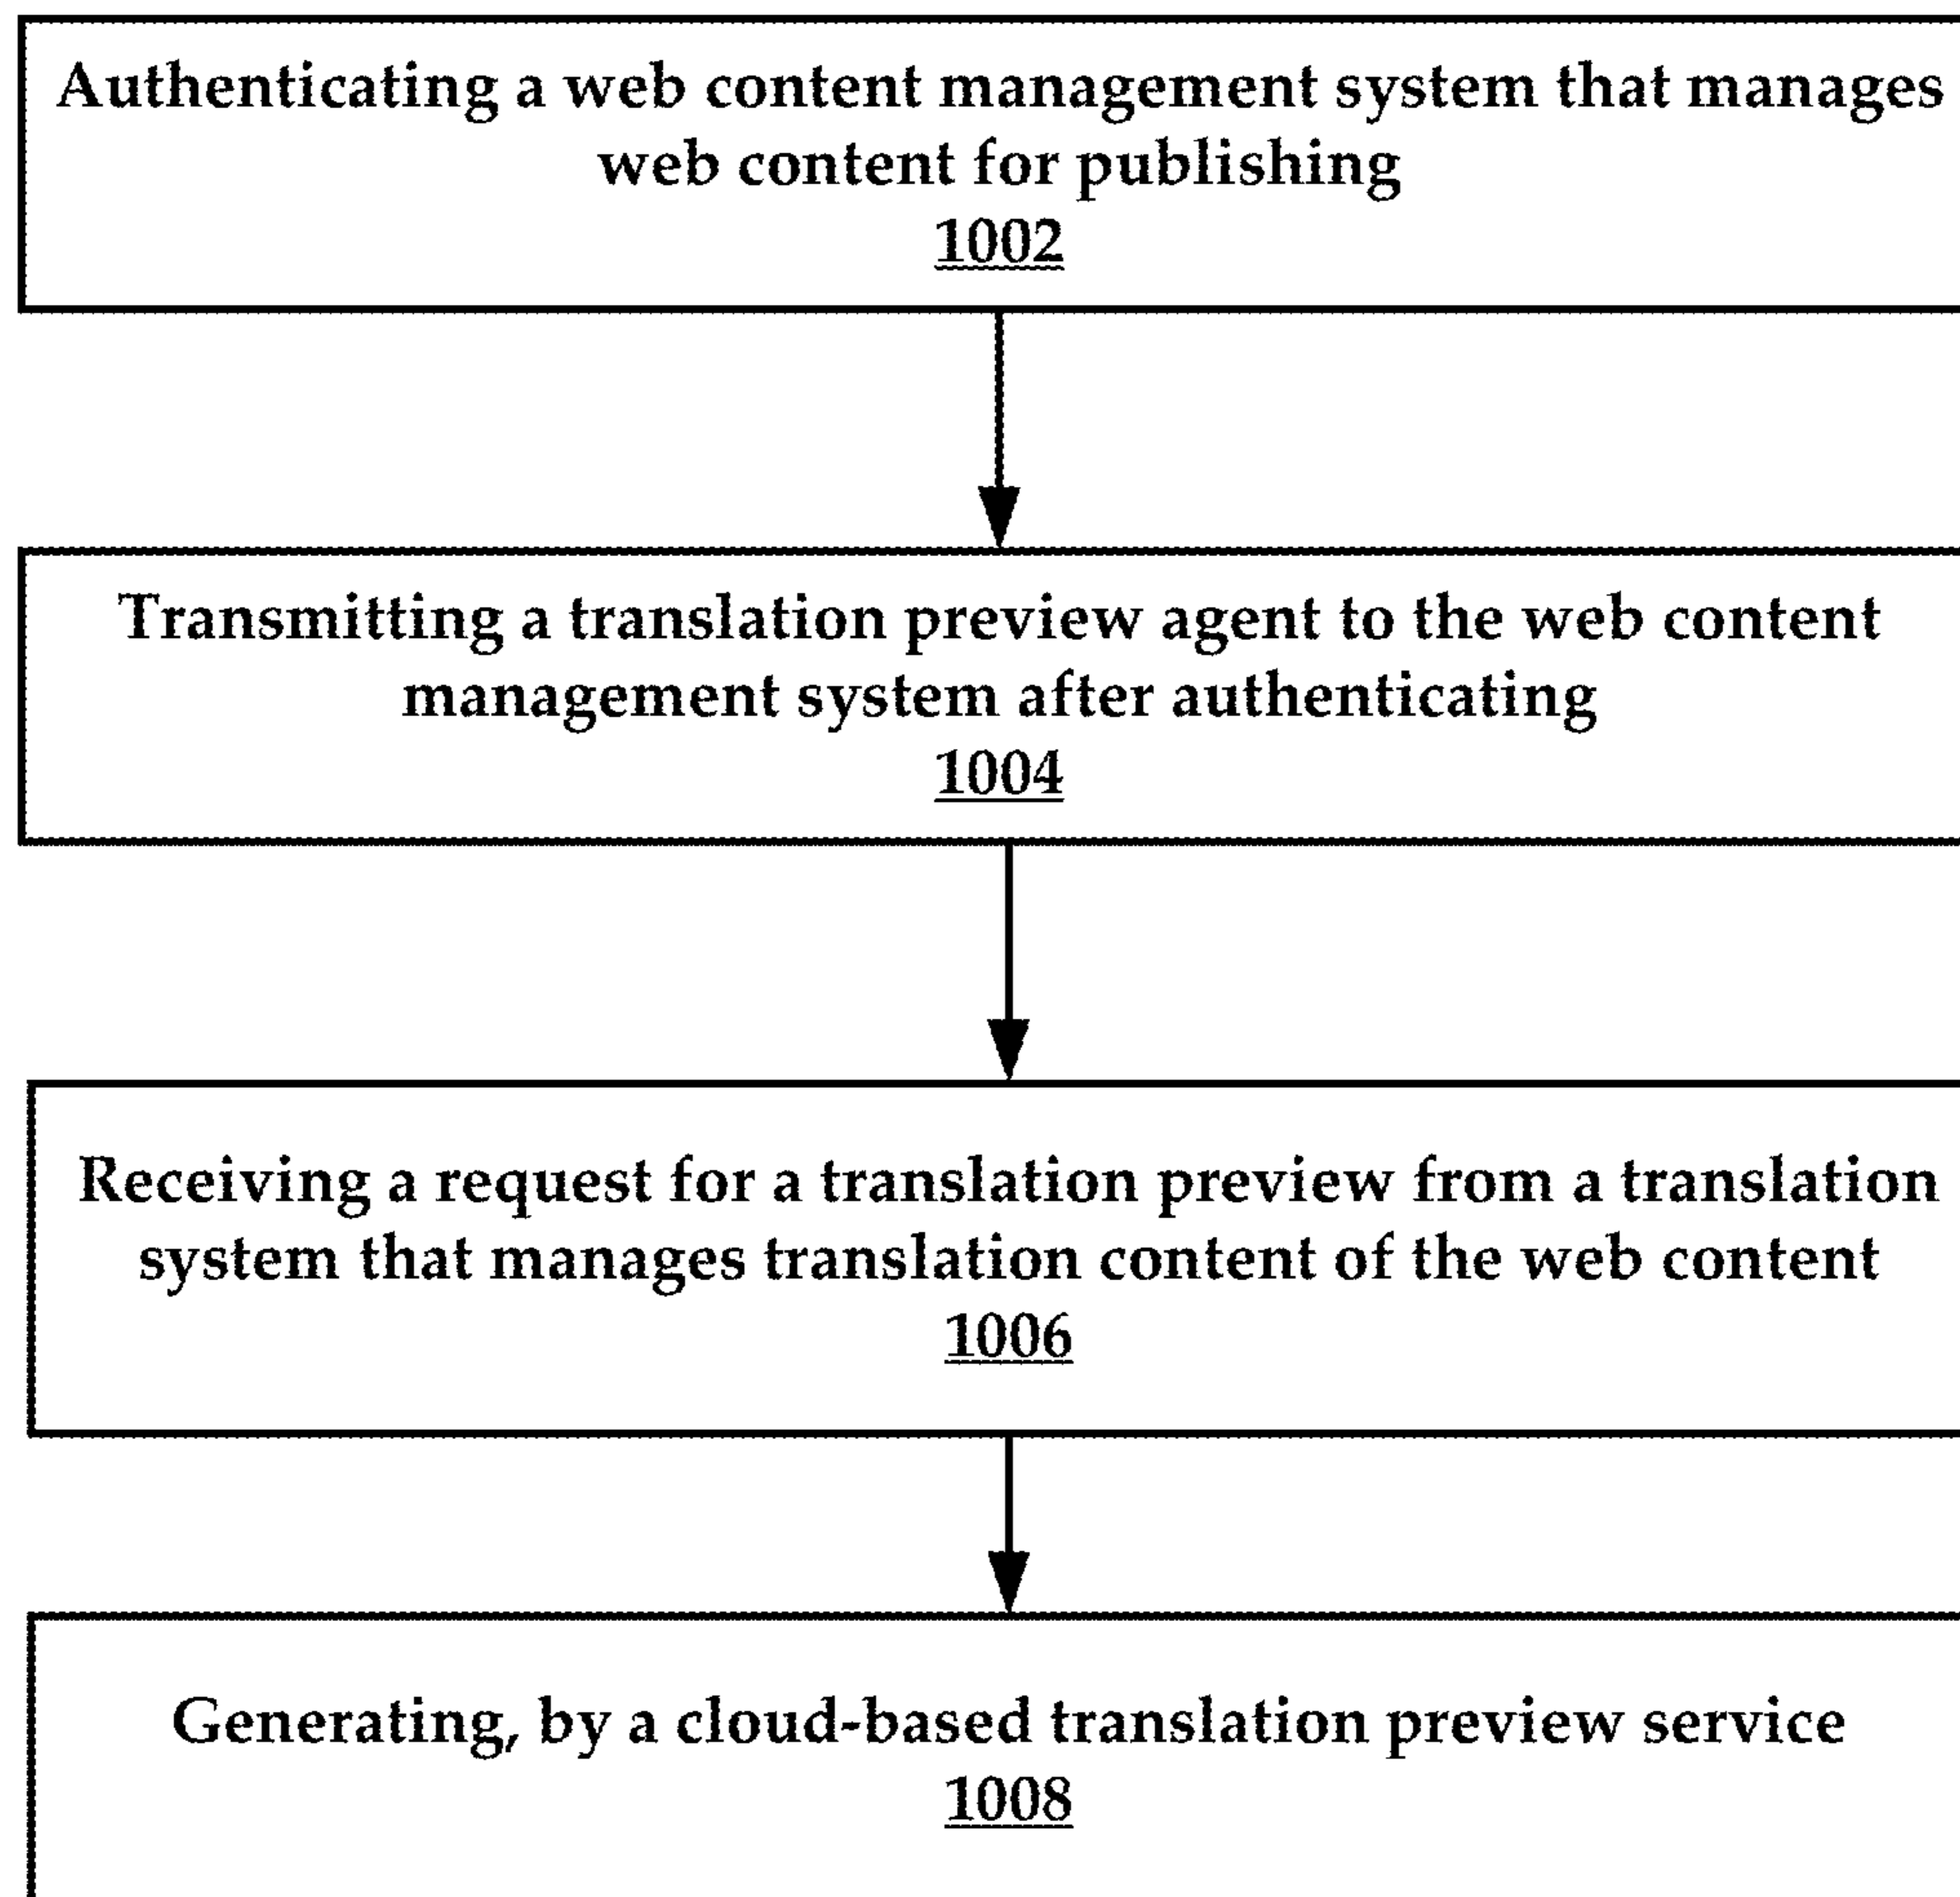 Authenticating a web content management system that manages
web content for publishing
1002
Transmitting a translation preview agent to the web content
management system after authenticating
1004
Receiving a request for a translation preview from a translation
system that manages translation content of the web content
1006
Generating, by a cloud-based translation preview service
1008